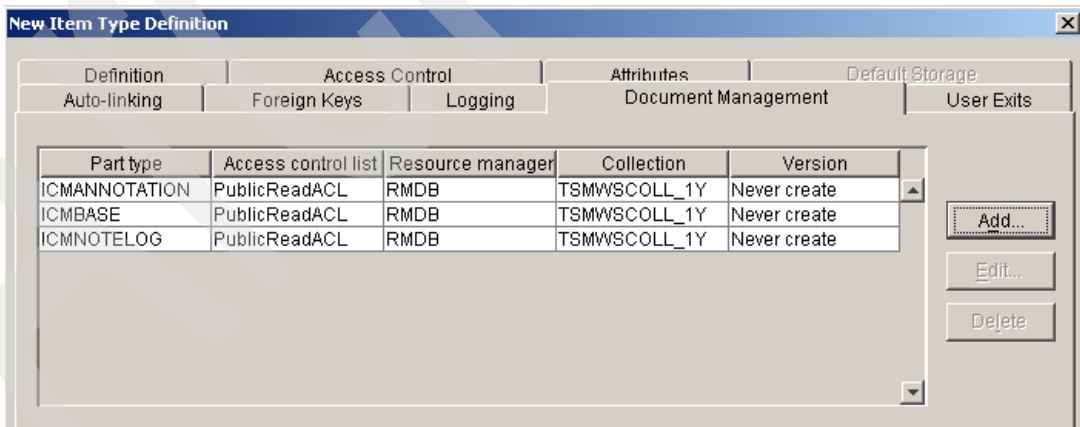 New Item Type Definition
Definition Access Control Attributes Default Storage
Auto-linking Foreign Keys Logging Document Management User Exits
Part type Access control list Resource manager Collection Version
ICMANNOTATION PublicReadACL RMDB TSMWSCOLL_1Y Never create
ICMBASE PublicReadACL RMDB TSMWSCOLL_1Y Never create
ICMNOTELOG PublicReadACL RMDB TSMWSCOLL_1Y Never create
Add...
Edit...
Delete